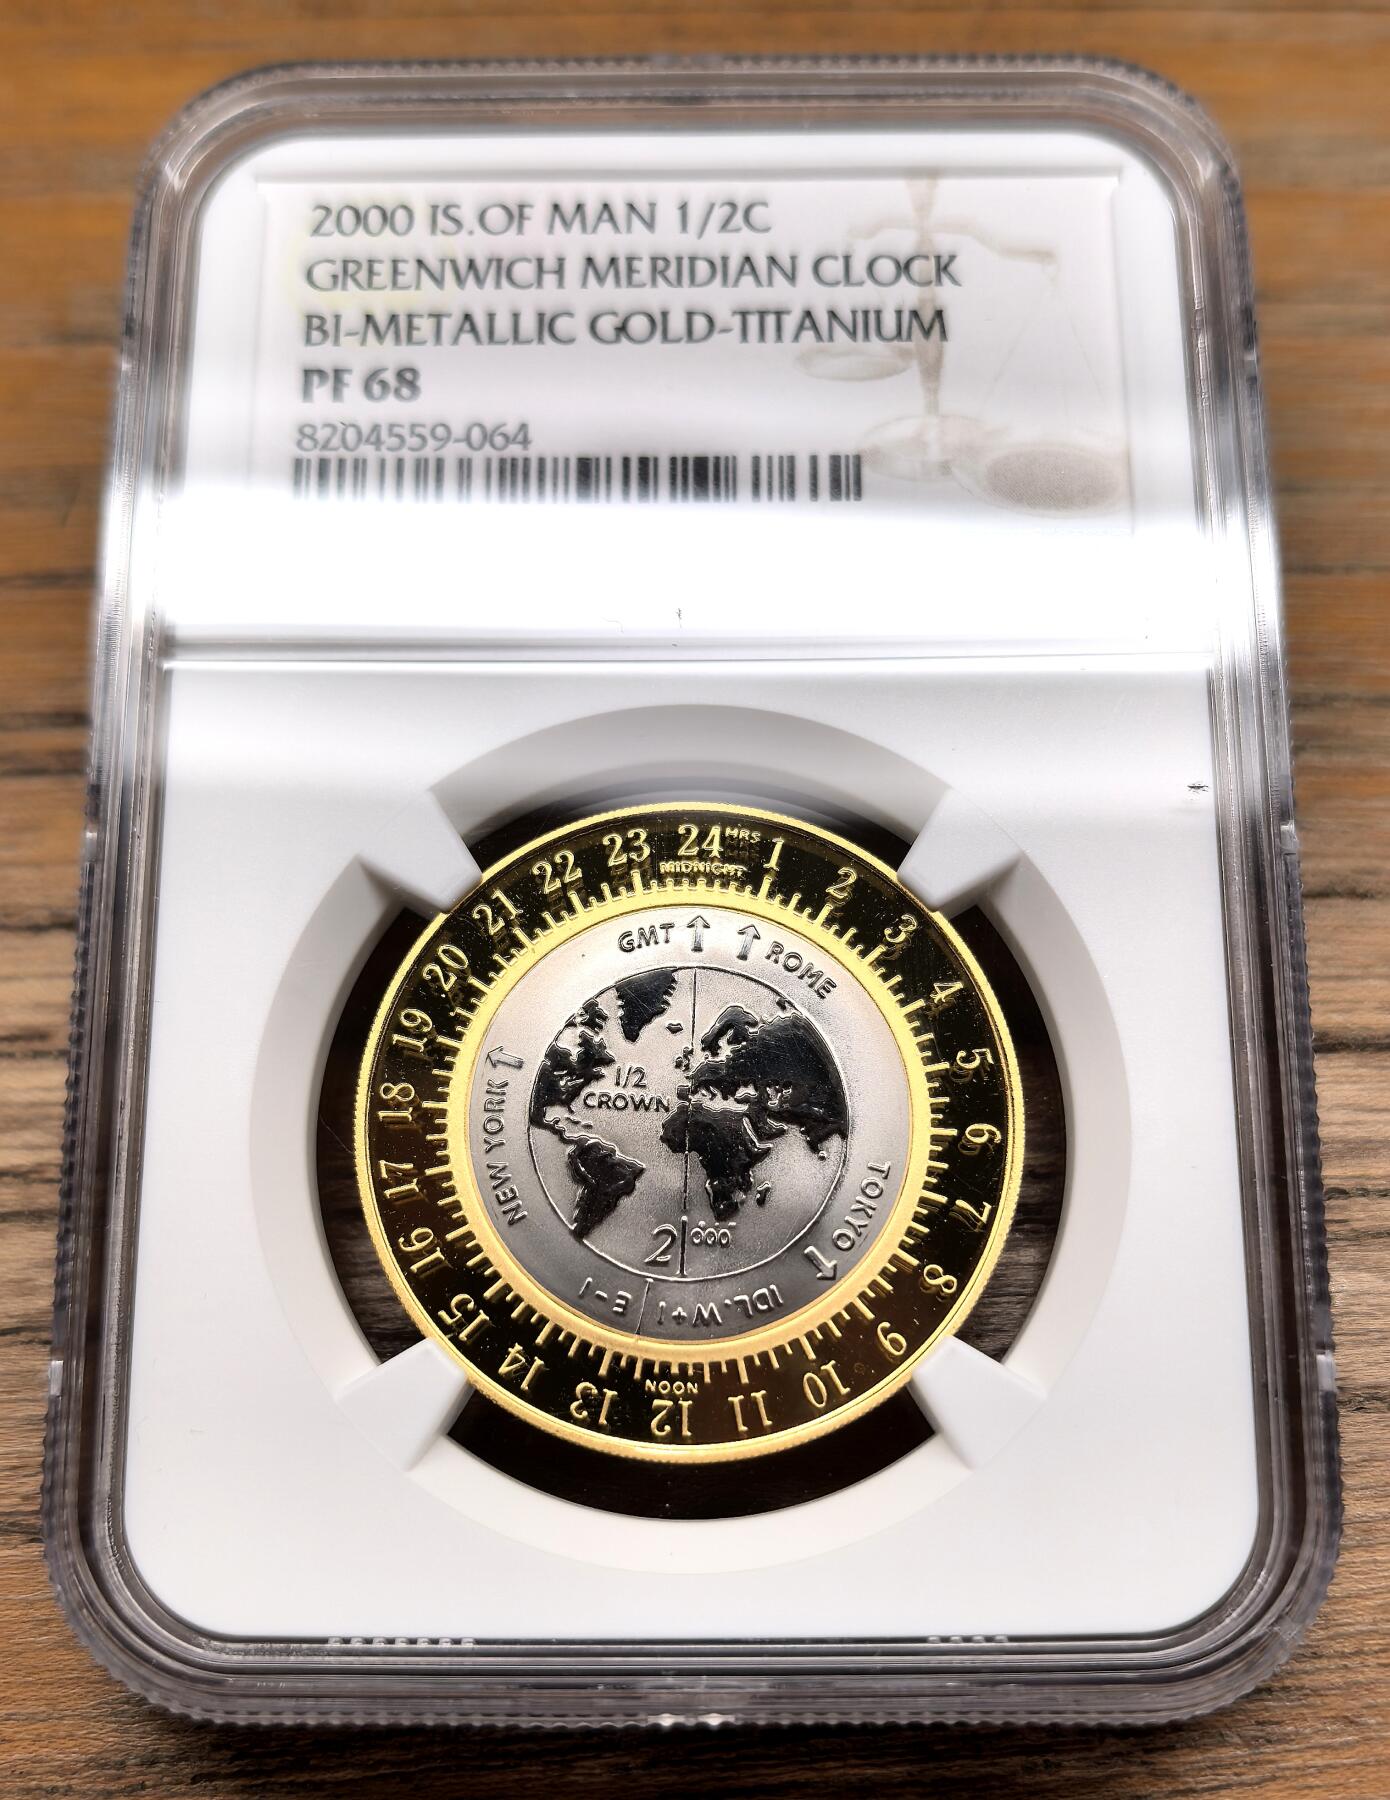 2000 IS.OF MAN 1/2C
GREENWICH MERIDIAN CLOCK
BI-METALLIC GOLD-TITANIUM
PF 68
8204559-064
24 HRS 1 2 3 4 5 6 7 8 9 10 11 12 13 14 15 16 17 18 19 20 21 22 23
MIDNIGHT
NOON
GMT
ROME
TOKYO
IDL.W+I
E-I
NEW YORK
1/2
CROWN
2000